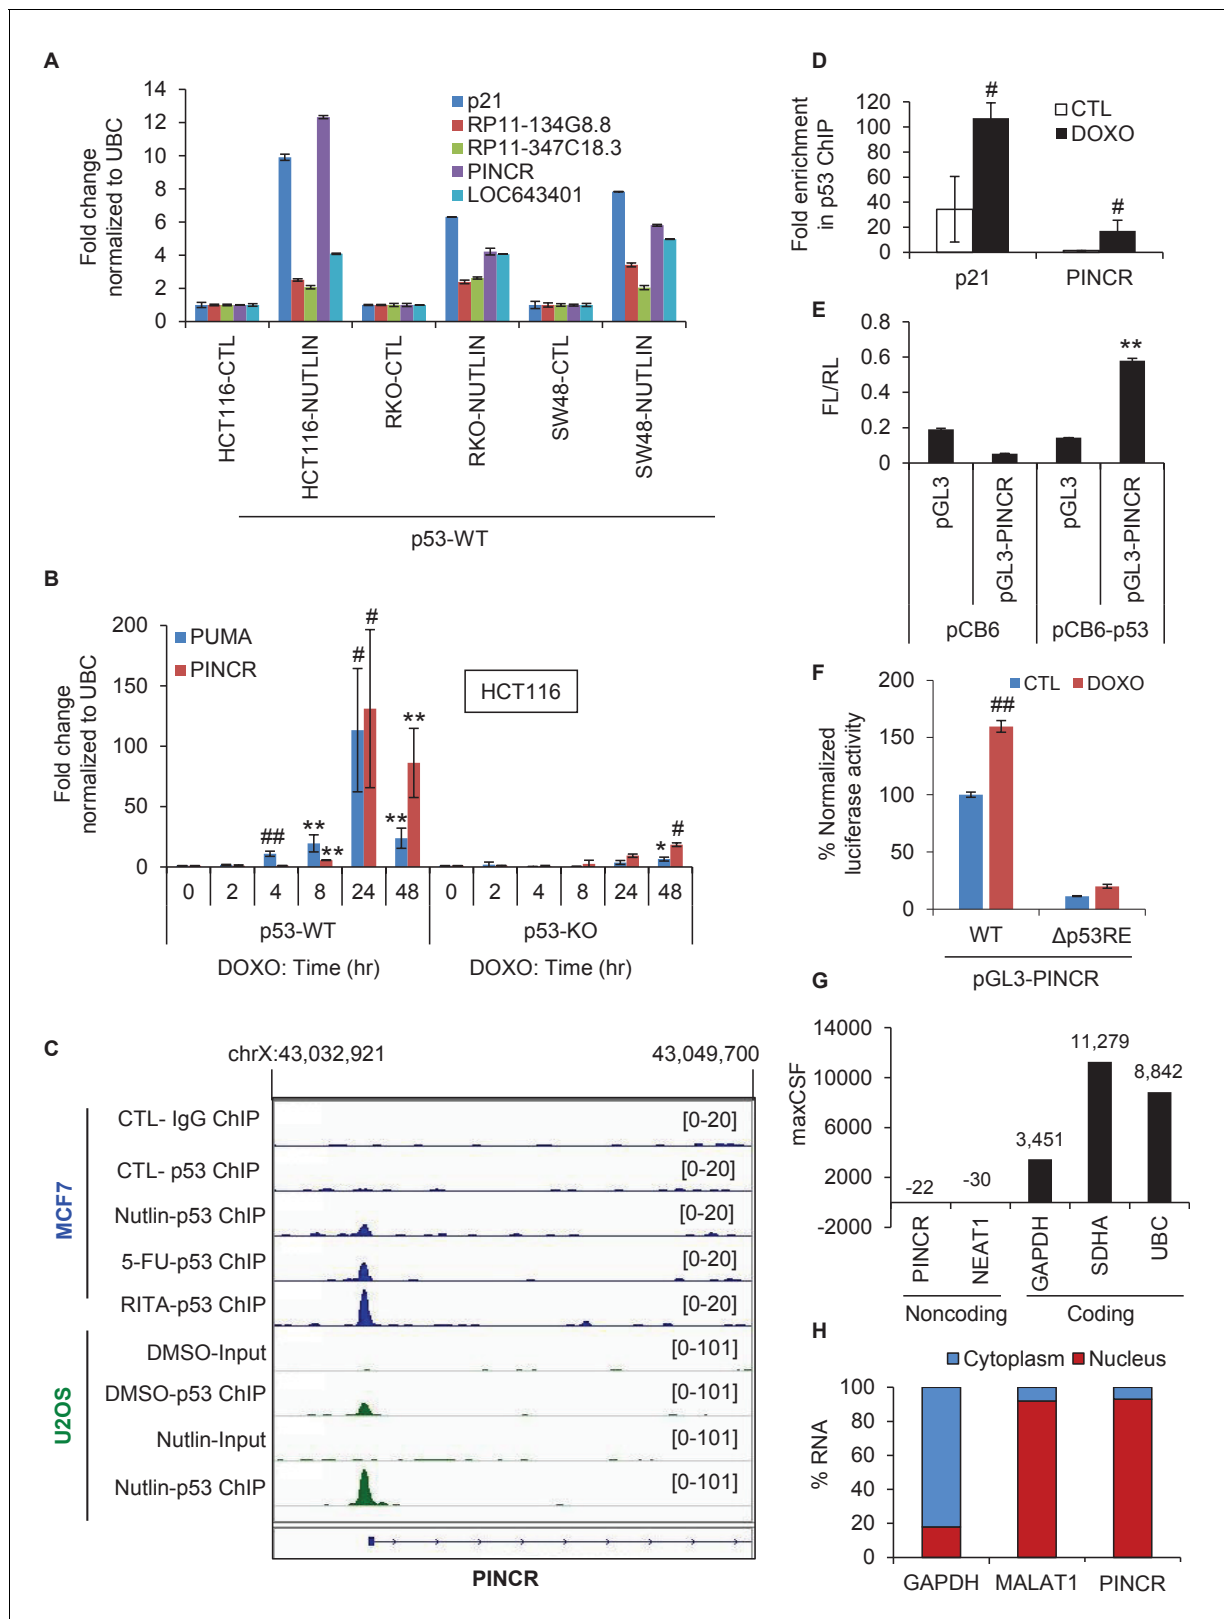 A
14
12
10
8
6
4
2
0
Fold change
normalized to UBC
p21
RP11-134G8.8
RP11-347C18.3
PINCR
LOC643401
HCT116-CTL
HCT116-NUTLIN
RKO-CTL
RKO-NUTLIN
SW48-CTL
SW48-NUTLIN
p53-WT
B
200
150
100
50
0
Fold change
normalized to UBC
PUMA
PINCR
HCT116
##
**
**
#
#
**
**
*
#
0 2 4 8 24 48 0 2 4 8 24 48
p53-WT p53-KO
DOXO: Time (hr) DOXO: Time (hr)
C
chrX:43,032,921 43,049,700
MCF7
CTL- IgG ChIP [0-20]
CTL- p53 ChIP [0-20]
Nutlin-p53 ChIP [0-20]
5-FU-p53 ChIP [0-20]
RITA-p53 ChIP [0-20]
U2OS
DMSO-Input [0-101]
DMSO-p53 ChIP [0-101]
Nutlin-Input [0-101]
Nutlin-p53 ChIP [0-101]
PINCR
D
120
100
80
60
40
20
0
Fold enrichment
in p53 ChIP
CTL
DOXO
#
#
p21 PINCR
E
0.8
0.6
0.4
0.2
0
FL/RL
**
pGL3
pGL3-PINCR
pGL3
pGL3-PINCR
pCB6 pCB6-p53
F
200
150
100
50
0
% Normalized
luciferase activity
CTL DOXO
##
WT Δp53RE
pGL3-PINCR
G
14000
10000
6000
2000
-2000
maxCSF
-22
-30
3,451
11,279
8,842
PINCR
NEAT1
GAPDH
SDHA
UBC
Noncoding Coding
H
Cytoplasm Nucleus
100
80
60
40
20
0
% RNA
GAPDH MALAT1 PINCR